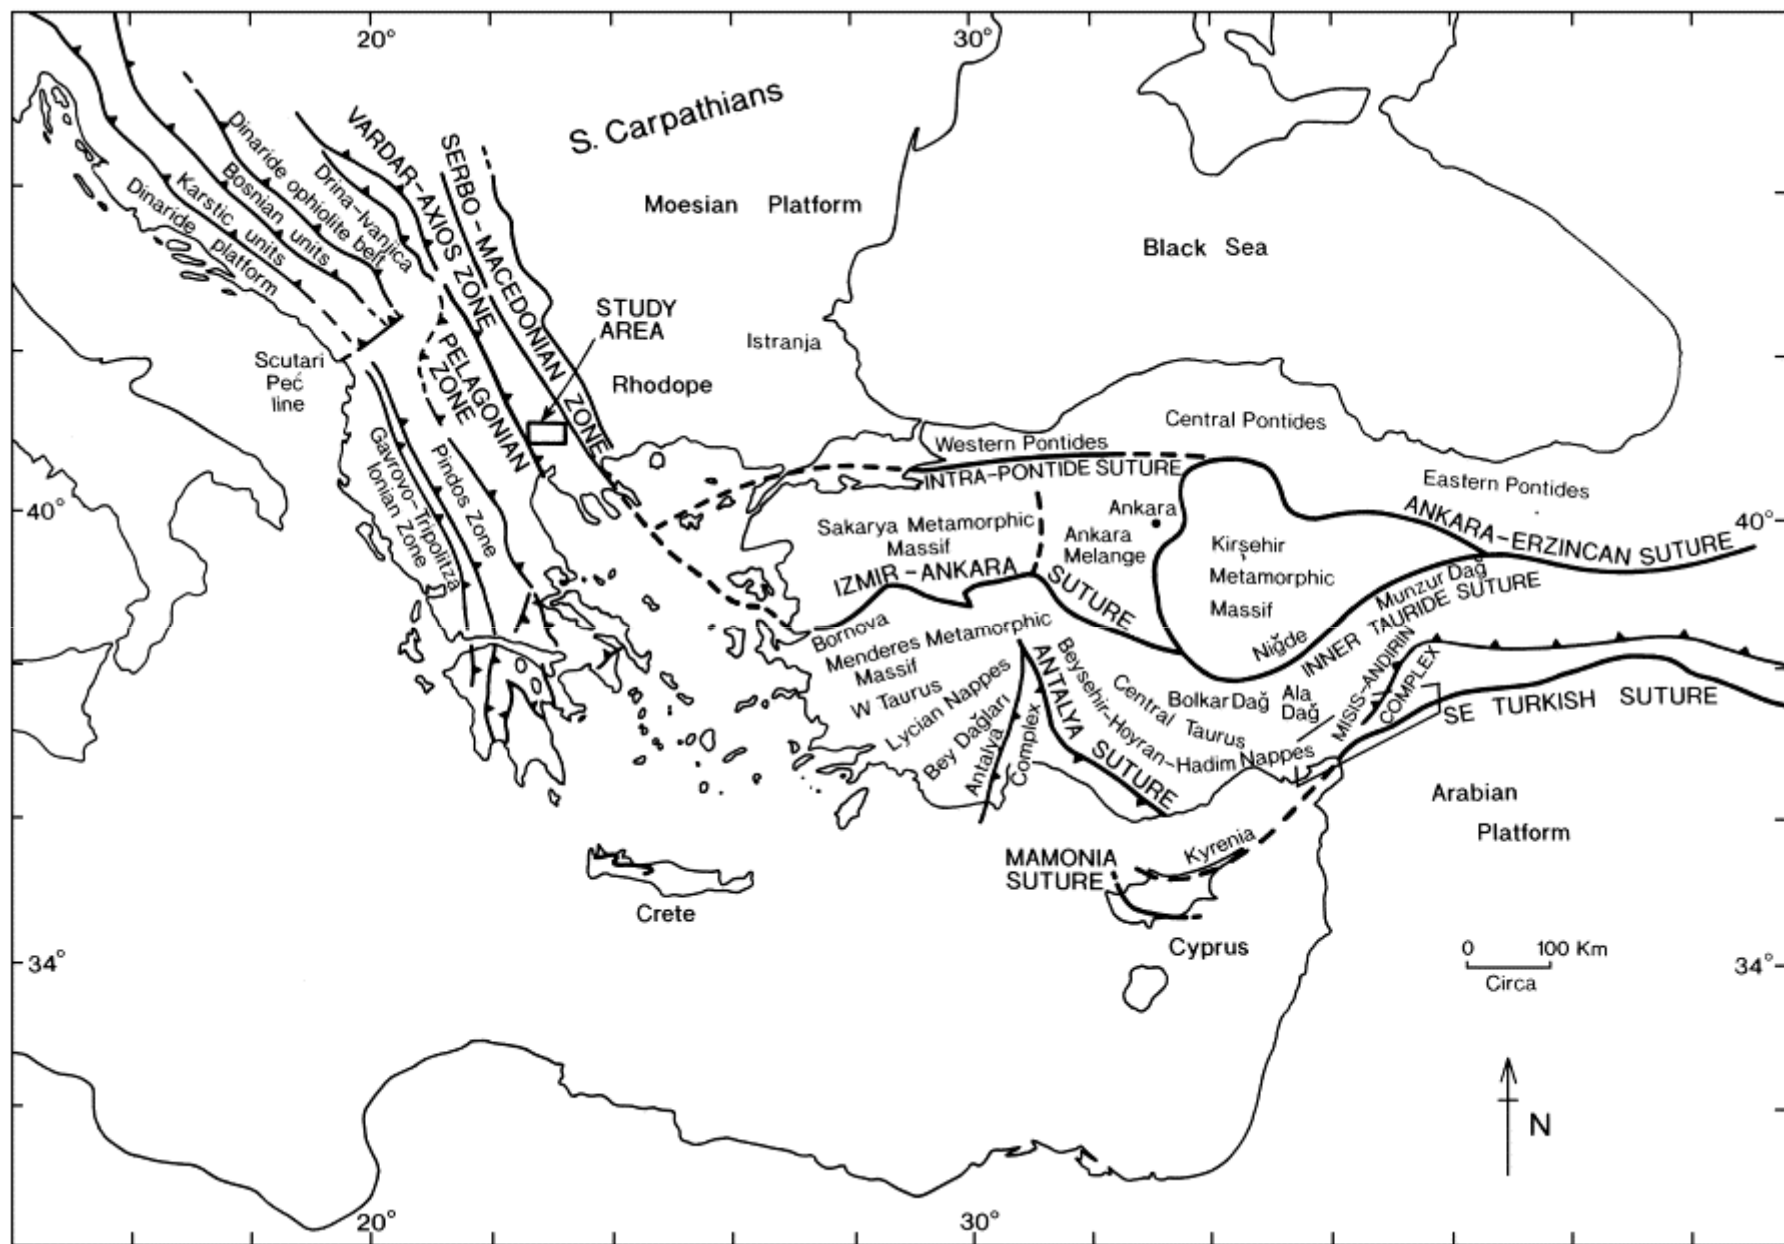 20°
30°
S. Carpathians
VARDAR-AXIOS ZONE
SERBO-MACEDONIAN ZONE
Dinaride ophiolite belt
Drina-Ivanjica
Bosnian units
Karstic units
Dinaride platform
Moesian Platform
Black Sea
STUDY
AREA
Istranja
Scutari
Peć
line
PELAGONIAN
ZONE
Rhodope
Central Pontides
Western Pontides
INTRA-PONTIDE SUTURE
Eastern Pontides
Gavrovo-Tripolitza
Ionian Zone
Pindos Zone
40°
40°
ANKARA-ERZINCAN SUTURE
Ankara
Sakarya Metamorphic
Massif
Ankara
Melange
Kirşehir
Metamorphic
Massif
IZMIR-ANKARA SUTURE
Munzur Dağ
INNER TAURIDE SUTURE
Niğde
Bornova
Menderes Metamorphic
Massif
W Taurus
Lycian Nappes
Bey Dağları
Antalya
Complex
ANTALYA SUTURE
Beyşehir-Hoyran-Hadim Nappes
Central Taurus
Bolkar Dağ
Ala
Dağ
MISIS-ANDIRIN
COMPLEX
SE TURKISH SUTURE
Arabian
Platform
Kyrenia
MAMONIA
SUTURE
Crete
Cyprus
0 100 Km
Circa
34°
34°
N
20°
30°